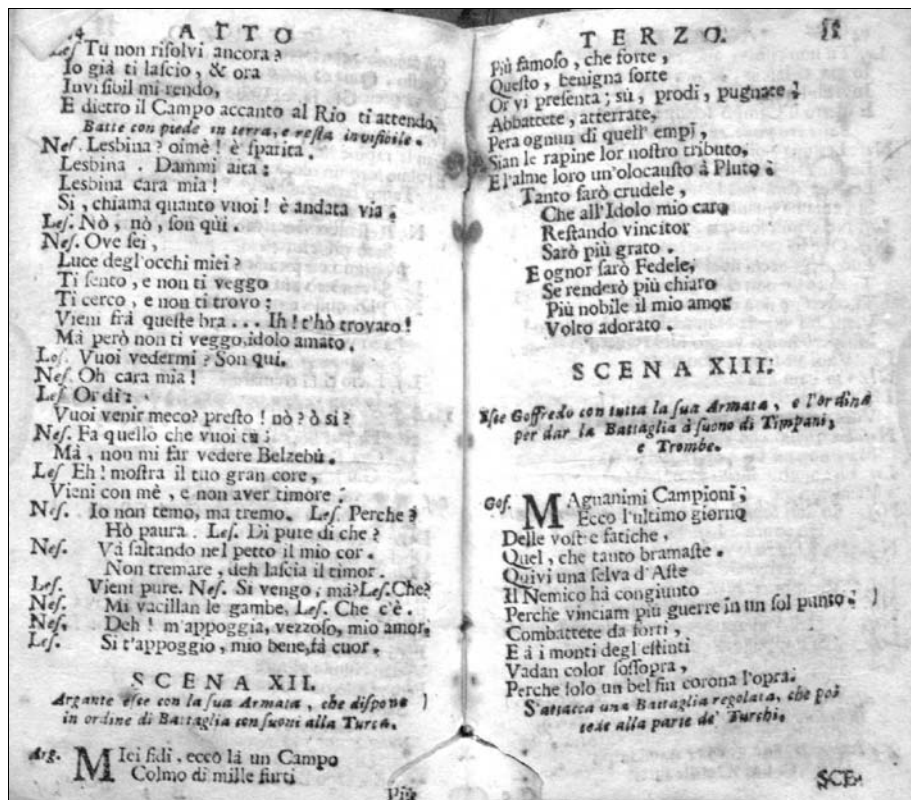 ATTO
Les Tu non risolvi ancora?
Io già ti lascio, & ora
Invisibil mi rendo,
E dietro il Campo accanto al Rio ti attendo.
Batte con piede in terra, e resta invisibile.
Nes. Lesbina? oimè! è sparita.
Lesbina. Dammi aita:
Lesbina cara mia!
Si, chiama quanto vuoi! è andata via.
Les. Nò, nò, son qùi.
Nes. Ove sei,
Luce degl'occhi miei?
Ti sento, e non ti veggo
Ti cerco, e non ti trovo:
Vieni frà queste bra... Ih! t'hò trovato!
Mà però non ti veggo, idolo amato.
Les. Vuoi vedermi? Son qui.
Nes. Oh cara mia!
Les Or dì:
Vuoi venir meco? presto! nò? ò si?
Nes. Fa quello che vuoi tu:
Mà, non mi far vedere Belzebù.
Les Eh! mostra il tuo gran core,
Vieni con mè, e non aver timore.
Nes. Io non temo, ma tremo. Les. Perche?
Hò paura. Les. Di pure di che?
Nes. Và saltando nel petto il mio cor.
Non tremare, deh lascia il timor.
Les. Vieni pure. Nes. Si vengo; mà? Les. Che?
Nes. Mi vacillan le gambe. Les. Che c'è.
Nes. Deh! m'appoggia, vezzoso, mio amor.
Les. Si t'appoggio, mio bene, fà cuor.
SCENA XII.
Argante esce con la sua Armata, che dispone
in ordine di Battaglia con suoni alla Turca.
Arg. MIei fidi, eccò là un Campo
Colmo di mille furti
Più
TERZO.
Più famoso, che forte,
Questo, benigna sorte
Or vi presenta; sù, prodi, pugnate;
Abbattete, atterrate,
Pera ognun di quell' empi,
Sian le rapine lor nostro tributo,
E l'alme loro un'olocausto à Pluto.
Tanto farò crudele,
Che all'Idolo mio caro
Restando vincitor
Sarò più grato.
E ognor sarò Fedele,
Se renderò più chiaro
Più nobile il mio amor
Volto adorato.
SCENA XIII.
Esce Goffredo con tutta la sua Armata, e l'ordina
per dar la Battaglia à suono di Timpani,
e Trombe.
Gof. MAgnanimi Campioni;
Ecco l'ultimo giorno
Delle vostre fatiche,
Quel, che tanto bramaste.
Quivi una selva d'Aste
Il Nemico hà congiunto
Perche vinciam più guerre in un sol punto.
Combattete da forti,
E à i monti degl'estinti
Vadan color sossopra,
Perche solo un bel fin corona l'opra.
S'attacca una Battaglia regolata, che poi
cede alla parte de' Turchi.
SCE-